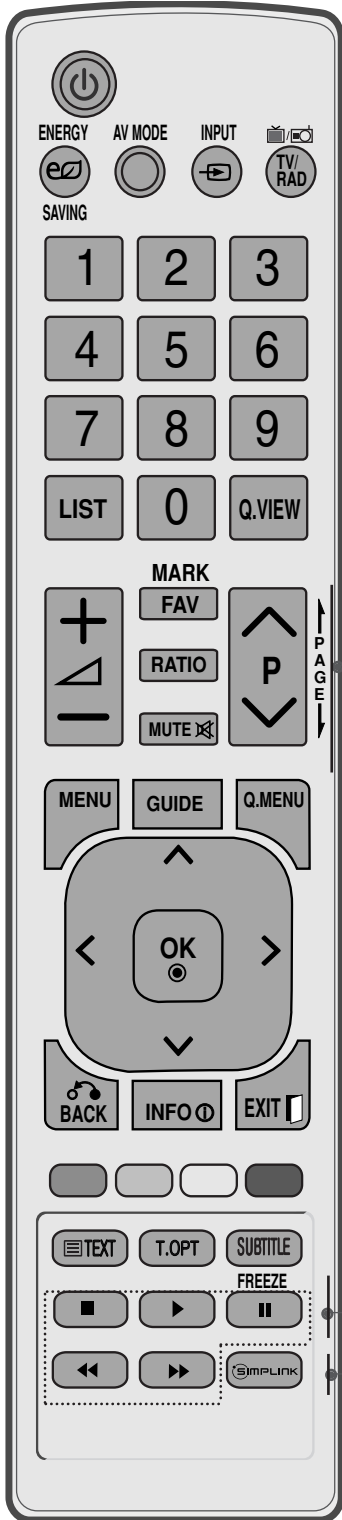 ENERGY AV MODE INPUT
TV/
RAD
SAVING
1 2 3
4 5 6
7 8 9
LIST 0 Q.VIEW
MARK
FAV
RATIO
MUTE
P
PAGE
MENU GUIDE Q.MENU
OK
BACK INFO EXIT
TEXT T.OPT SUBTITLE
FREEZE
SIMPLINK